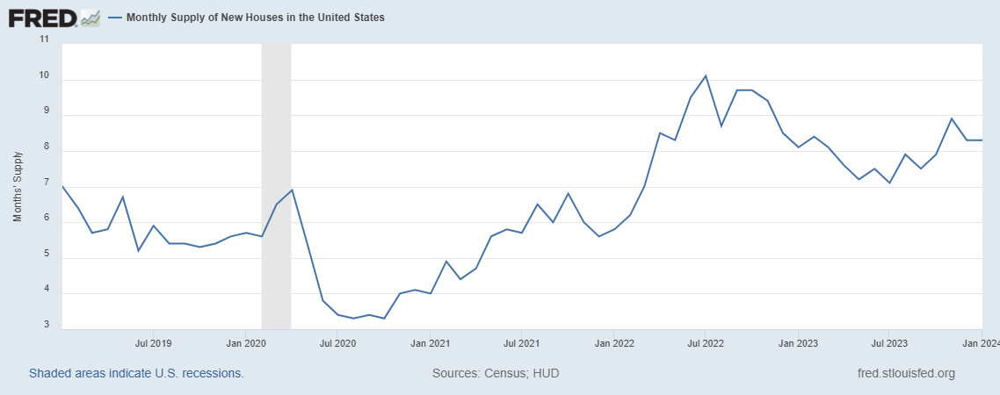 FRED
Monthly Supply of New Houses in the United States
11
10
9
8
7
6
5
4
3
Months' Supply
Jul 2019
Jan 2020
Jul 2020
Jan 2021
Jul 2021
Jan 2022
Jul 2022
Jan 2023
Jul 2023
Jan 2024
Shaded areas indicate U.S. recessions.
Sources: Census; HUD
fred.stlouisfed.org